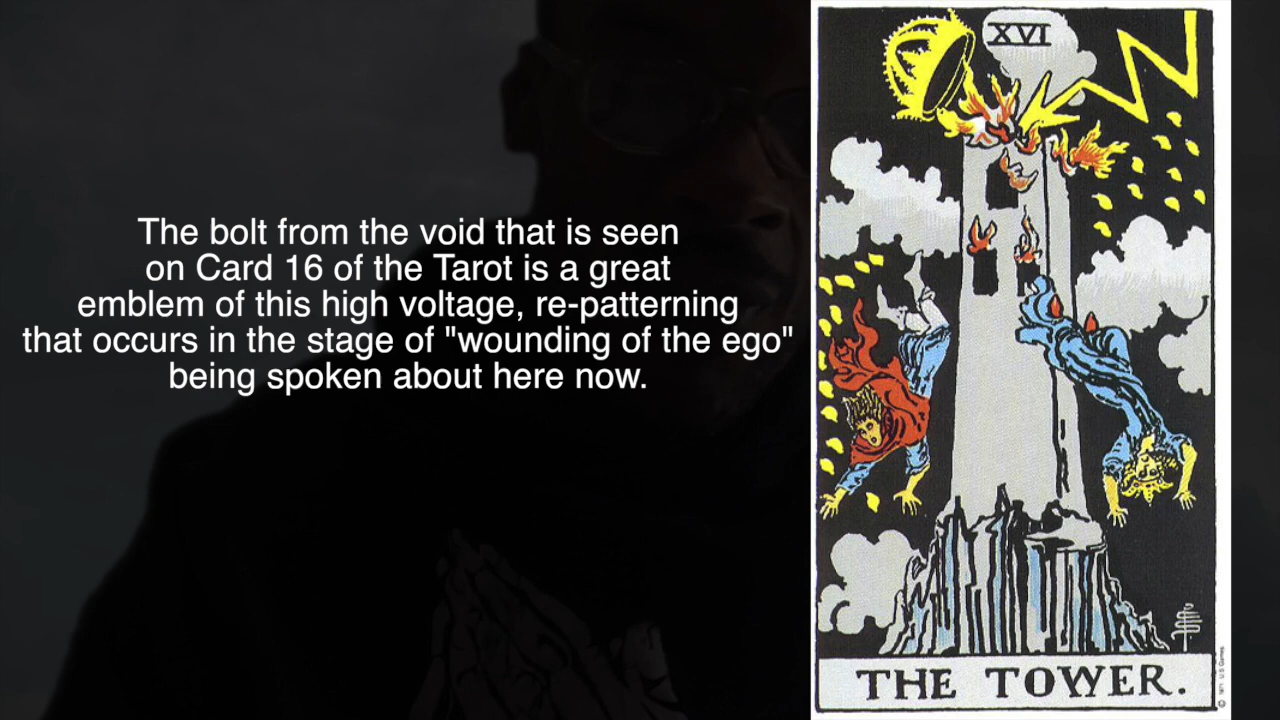 The bolt from the void that is seen
on Card 16 of the Tarot is a great
emblem of this high voltage, re-patterning
that occurs in the stage of "wounding of the ego"
being spoken about here now.
XVI
THE TOWER.
© 1971 U.S Games